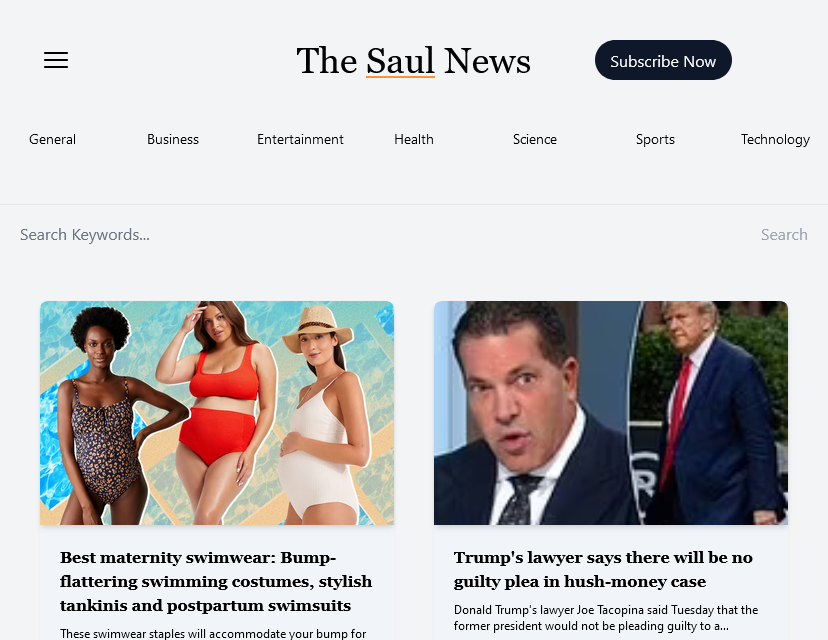 The Saul News
Subscribe Now
General Business Entertainment Health Science Sports Technology
Search Keywords...
Search
Best maternity swimwear: Bump-
flattering swimming costumes, stylish
tankinis and postpartum swimsuits
These swimwear staples will accommodate your bump for
Trump's lawyer says there will be no
guilty plea in hush-money case
Donald Trump's lawyer Joe Tacopina said Tuesday that the
former president would not be pleading guilty to a...